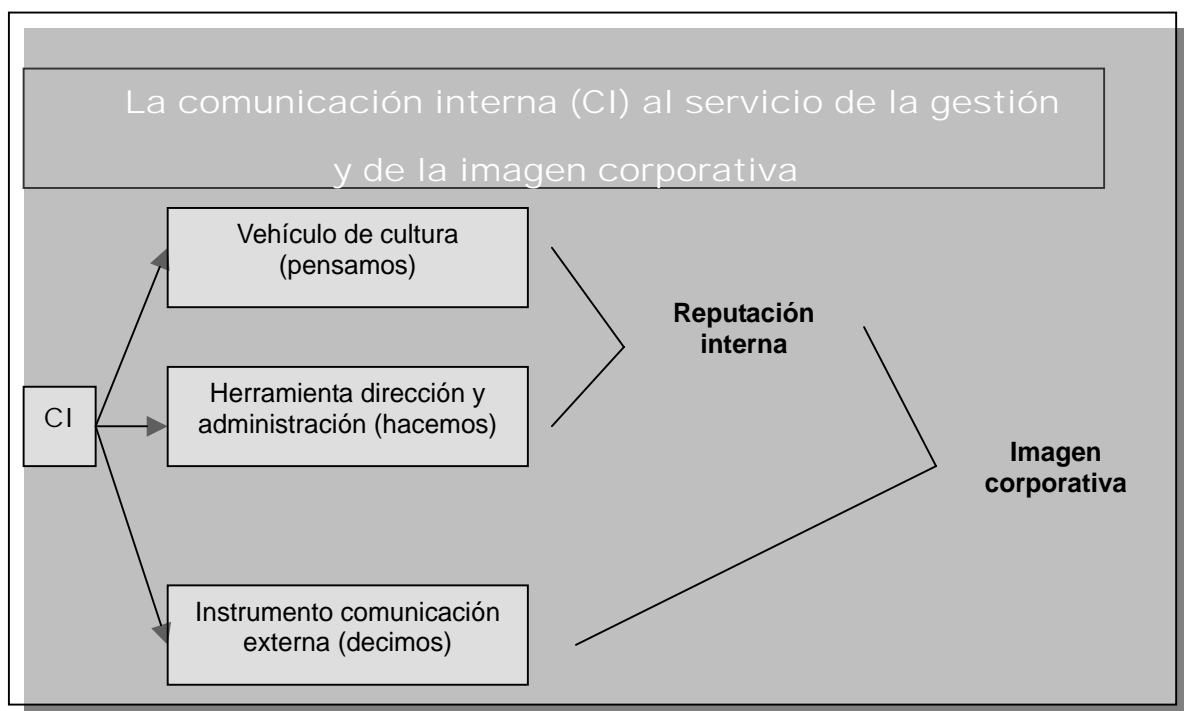 La comunicación interna (CI) al servicio de la gestión
y de la imagen corporativa
Vehículo de cultura
(pensamos)
Reputación
interna
Herramienta dirección y
administración (hacemos)
CI
Imagen
corporativa
Instrumento comunicación
externa (decimos)